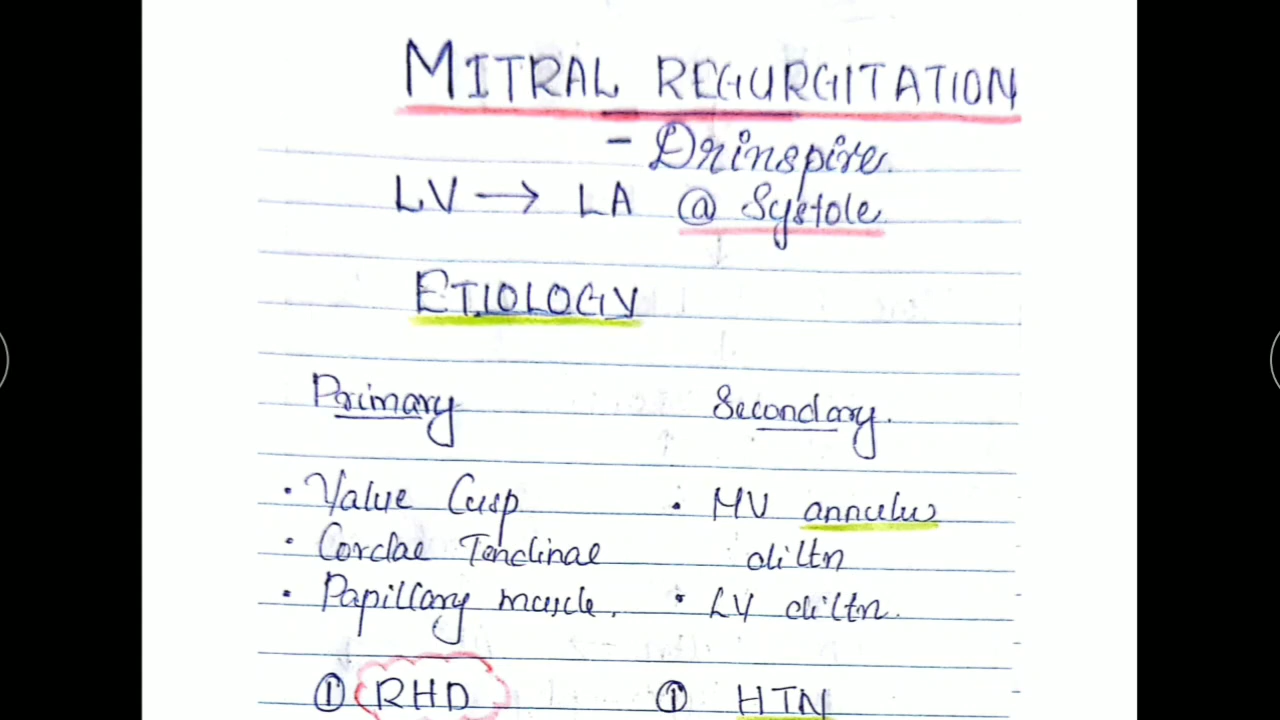 MITRAL REGURGITATION
- Drinspire.
LV → LA @ Systole
ETIOLOGY
Primary Secondary.
• Valve Cusp • MV annulus
• Cordae Tendinae diltn
• Papillary muscle. • LV diltn.
① RHD ① HTN